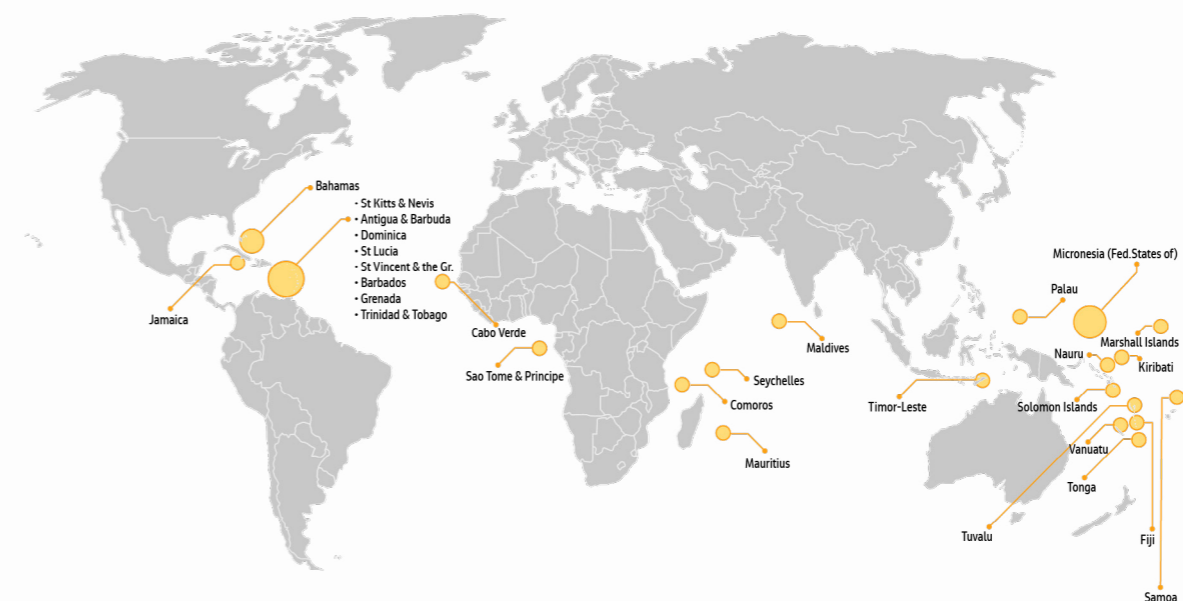 Bahamas
• St Kitts & Nevis
• Antigua & Barbuda
• Dominica
• St Lucia
• St Vincent & the Gr.
• Barbados
• Grenada
• Trinidad & Tobago
Jamaica
Cabo Verde
Sao Tome & Principe
Maldives
Seychelles
Comoros
Mauritius
Micronesia (Fed.States of)
Palau
Marshall Islands
Nauru
Kiribati
Timor-Leste
Solomon Islands
Vanuatu
Tonga
Tuvalu
Fiji
Samoa